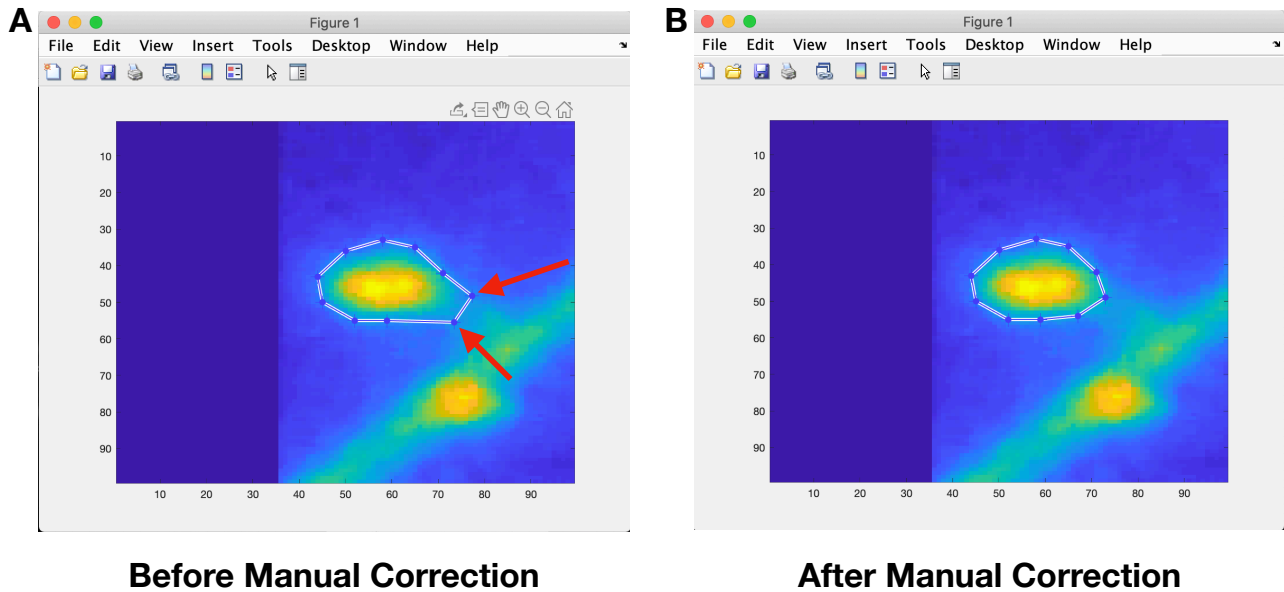 A
Figure 1
File Edit View Insert Tools Desktop Window Help
10
20
30
40
50
60
70
80
90
10 20 30 40 50 60 70 80 90
Before Manual Correction
B
Figure 1
File Edit View Insert Tools Desktop Window Help
10
20
30
40
50
60
70
80
90
10 20 30 40 50 60 70 80 90
After Manual Correction